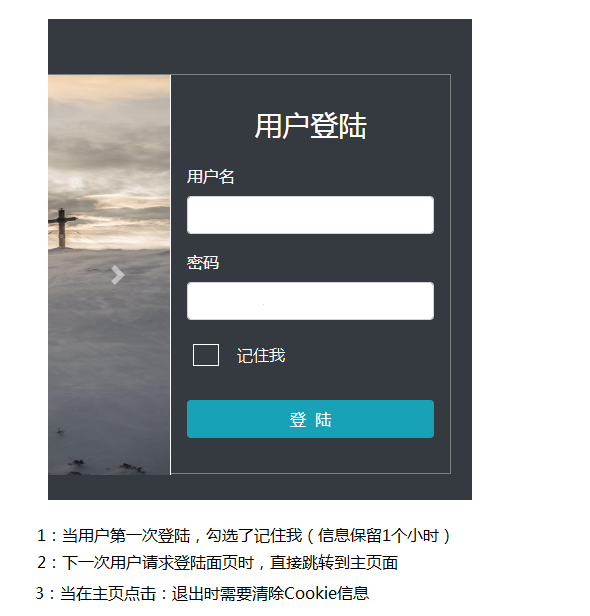 用户登陆
用户名
密码
记住我
登 陆
1：当用户第一次登陆，勾选了记住我（信息保留1个小时）
2：下一次用户请求登陆面页时，直接跳转到主页面
3：当在主页点击：退出时需要清除Cookie信息